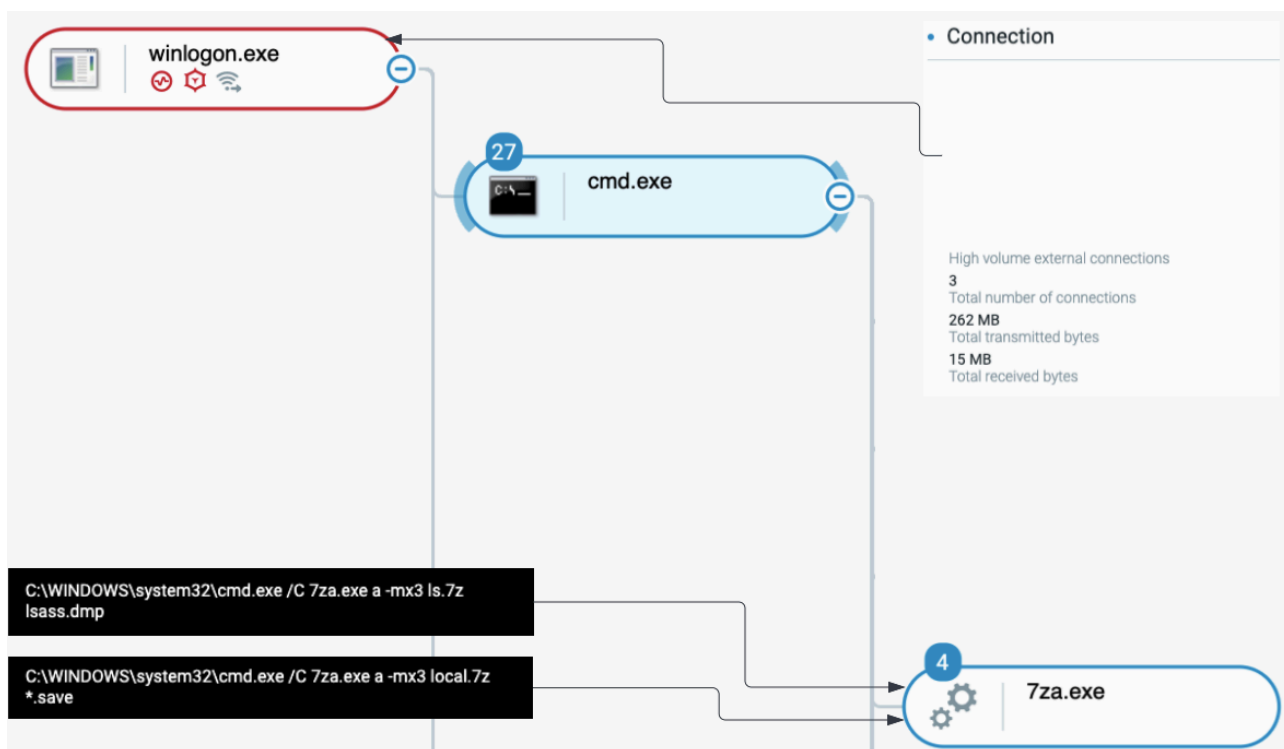 winlogon.exe
Connection
27
cmd.exe
C:\
High volume external connections
3
Total number of connections
262 MB
Total transmitted bytes
15 MB
Total received bytes
C:\WINDOWS\system32\cmd.exe /C 7za.exe a -mx3 ls.7z
lsass.dmp
C:\WINDOWS\system32\cmd.exe /C 7za.exe a -mx3 local.7z
*.save
4
7za.exe